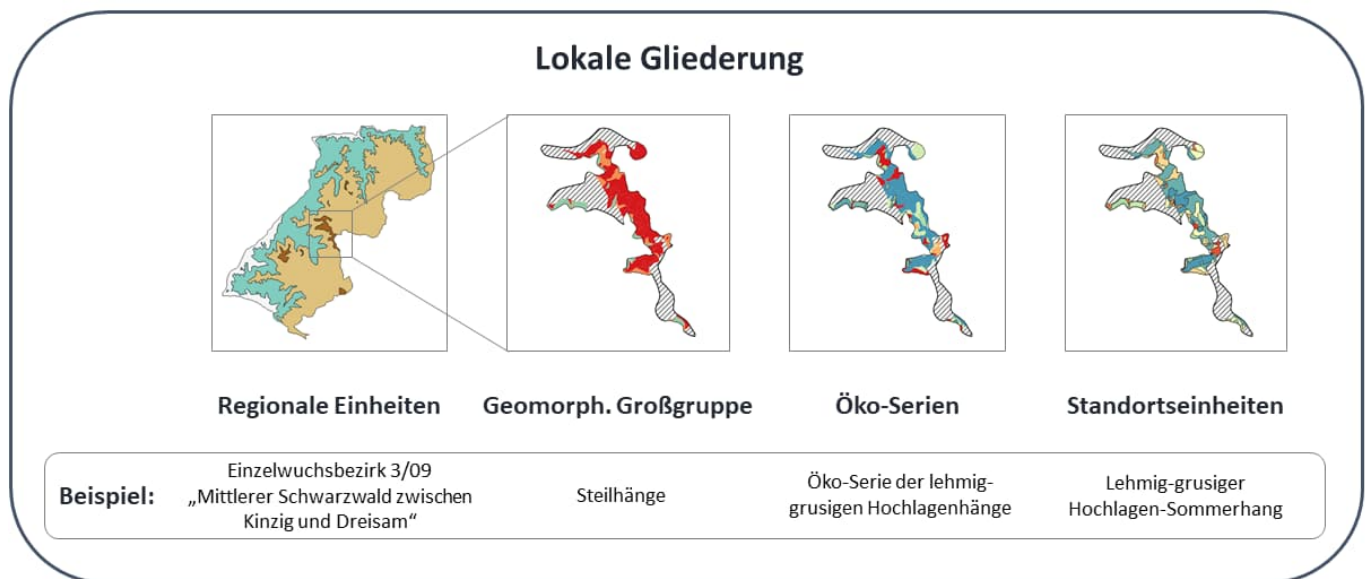 Lokale Gliederung
Regionale Einheiten
Geomorph. Großgruppe
Öko-Serien
Standortseinheiten
Beispiel:
Einzelwuchsbezirk 3/09
„Mittlerer Schwarzwald zwischen
Kinzig und Dreisam“
Steilhänge
Öko-Serie der lehmig-
grusigen Hochlagenhänge
Lehmig-grusiger
Hochlagen-Sommerhang